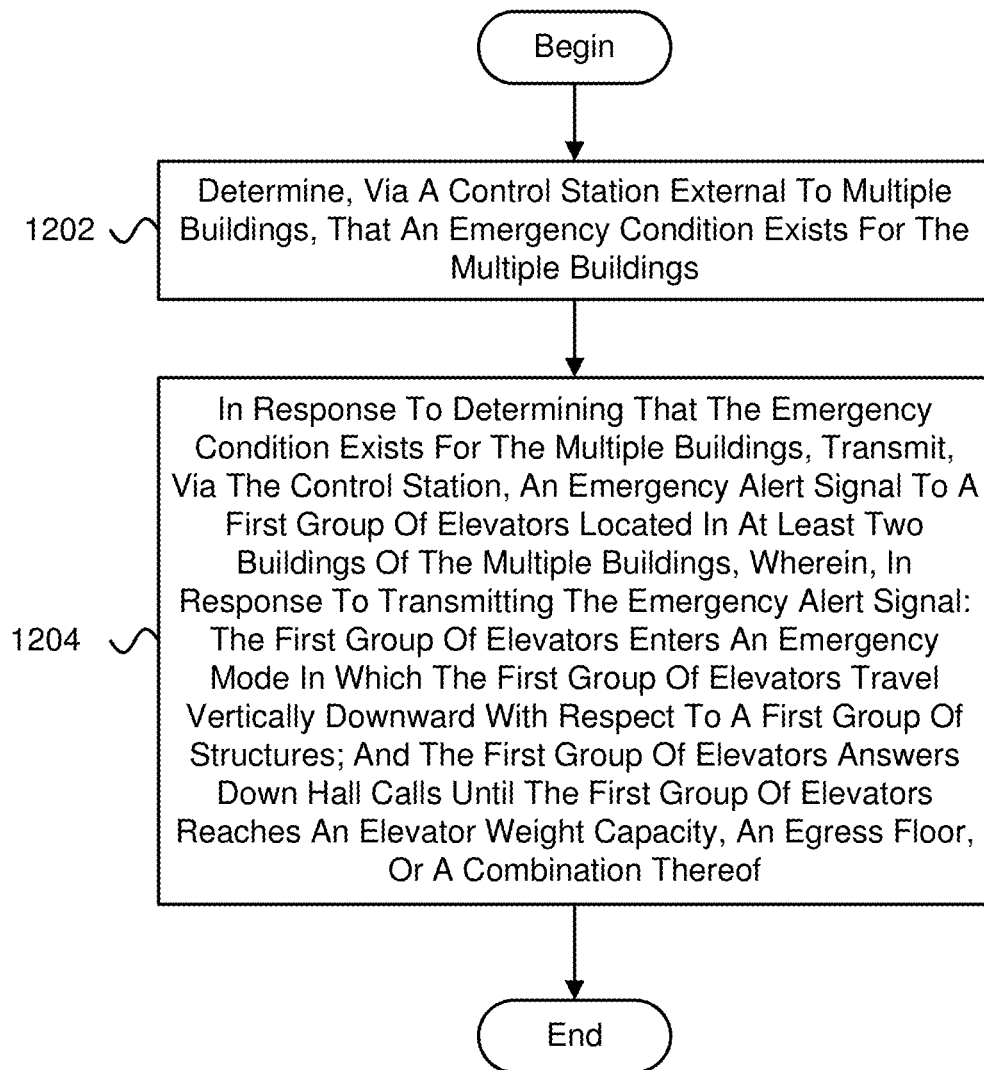 Begin
1202
Determine, Via A Control Station External To Multiple
Buildings, That An Emergency Condition Exists For The
Multiple Buildings
1204
In Response To Determining That The Emergency
Condition Exists For The Multiple Buildings, Transmit,
Via The Control Station, An Emergency Alert Signal To A
First Group Of Elevators Located In At Least Two
Buildings Of The Multiple Buildings, Wherein, In
Response To Transmitting The Emergency Alert Signal:
The First Group Of Elevators Enters An Emergency
Mode In Which The First Group Of Elevators Travel
Vertically Downward With Respect To A First Group Of
Structures; And The First Group Of Elevators Answers
Down Hall Calls Until The First Group Of Elevators
Reaches An Elevator Weight Capacity, An Egress Floor,
Or A Combination Thereof
End